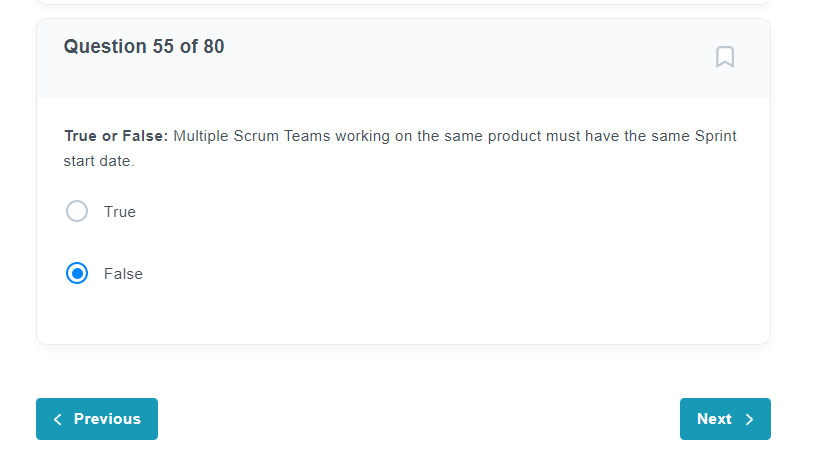 Question 55 of 80
True or False: Multiple Scrum Teams working on the same product must have the same Sprint
start date.
True
False
Previous
Next